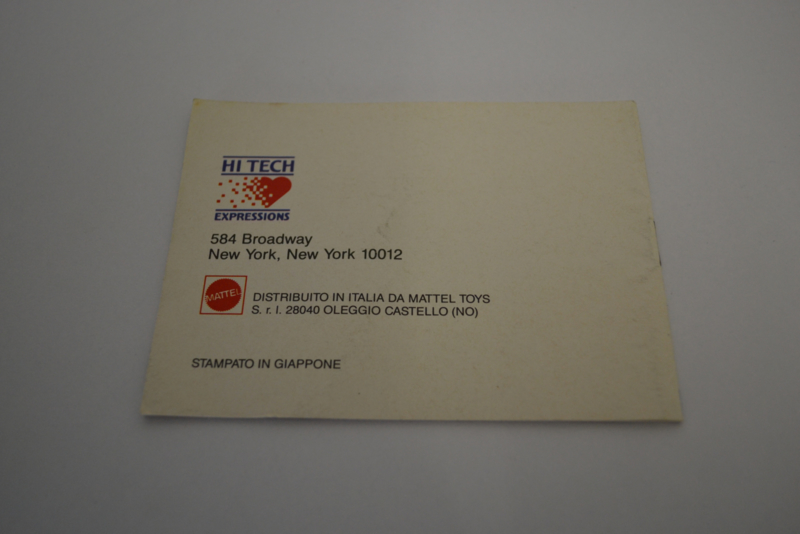 HI TECH
EXPRESSIONS
584 Broadway
New York, New York 10012
MATTEL
DISTRIBUITO IN ITALIA DA MATTEL TOYS
S. r. l. 28040 OLEGGIO CASTELLO (NO)
STAMPATO IN GIAPPONE